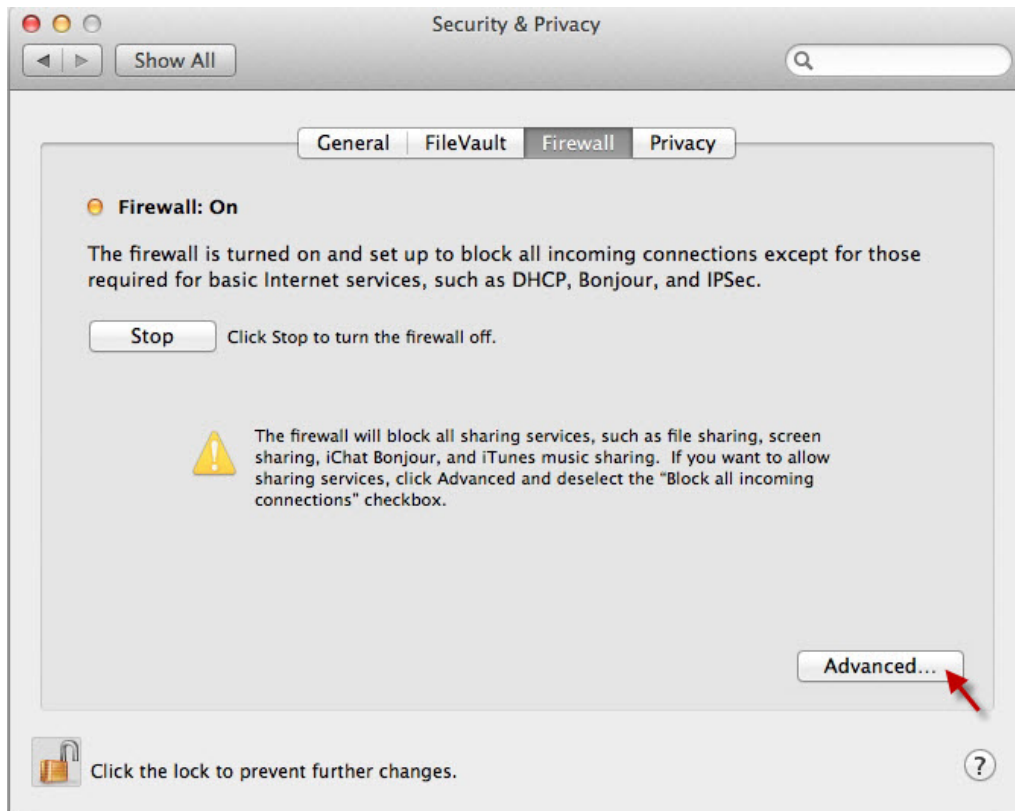 Security & Privacy
Show All
General FileVault Firewall Privacy
Firewall: On
The firewall is turned on and set up to block all incoming connections except for those
required for basic Internet services, such as DHCP, Bonjour, and IPSec.
Stop Click Stop to turn the firewall off.
The firewall will block all sharing services, such as file sharing, screen
sharing, iChat Bonjour, and iTunes music sharing.  If you want to allow
sharing services, click Advanced and deselect the “Block all incoming
connections” checkbox.
Advanced...
Click the lock to prevent further changes.
?